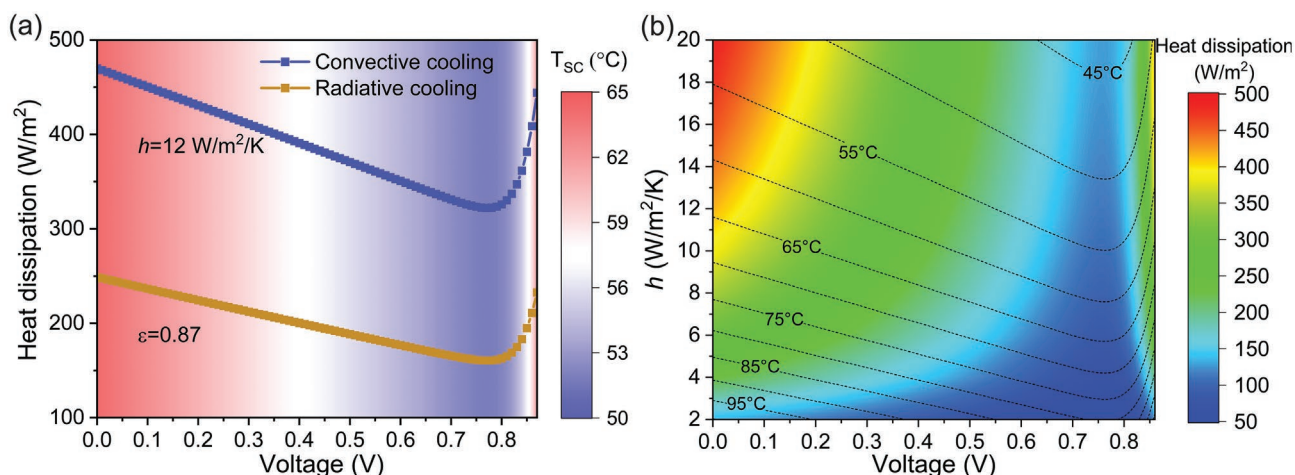 (a)
500
400
300
200
100
Heat dissipation (W/m²)
Convective cooling
Radiative cooling
h=12 W/m²/K
ε=0.87
0.0 0.1 0.2 0.3 0.4 0.5 0.6 0.7 0.8
Voltage (V)
T_SC (°C)
65
62
59
56
53
50
(b)
20
18
16
14
12
10
8
6
4
2
h (W/m²/K)
45°C
55°C
65°C
75°C
85°C
95°C
0.0 0.1 0.2 0.3 0.4 0.5 0.6 0.7 0.8
Voltage (V)
Heat dissipation
(W/m²)
500
450
400
350
300
250
200
150
100
50